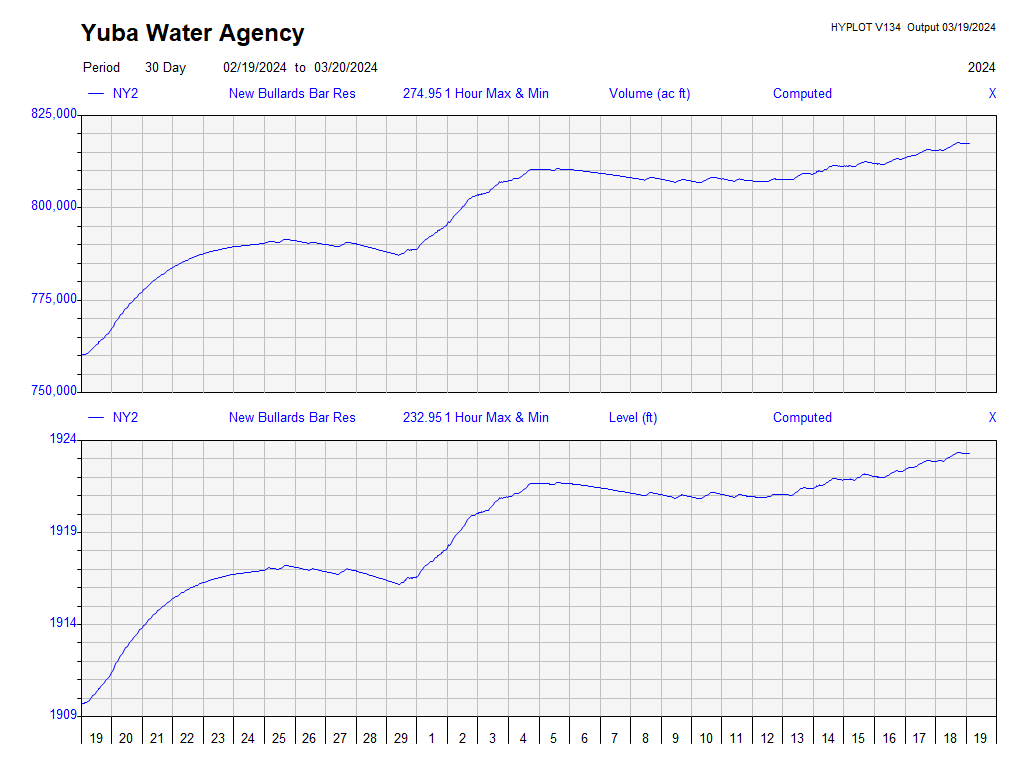 Yuba Water Agency
HYPLOT V134 Output 03/19/2024
Period 30 Day 02/19/2024 to 03/20/2024 2024
NY2 New Bullards Bar Res 274.95 1 Hour Max & Min Volume (ac ft) Computed X
825,000
800,000
775,000
750,000
NY2 New Bullards Bar Res 232.95 1 Hour Max & Min Level (ft) Computed X
1924
1919
1914
1909
19 20 21 22 23 24 25 26 27 28 29 1 2 3 4 5 6 7 8 9 10 11 12 13 14 15 16 17 18 19